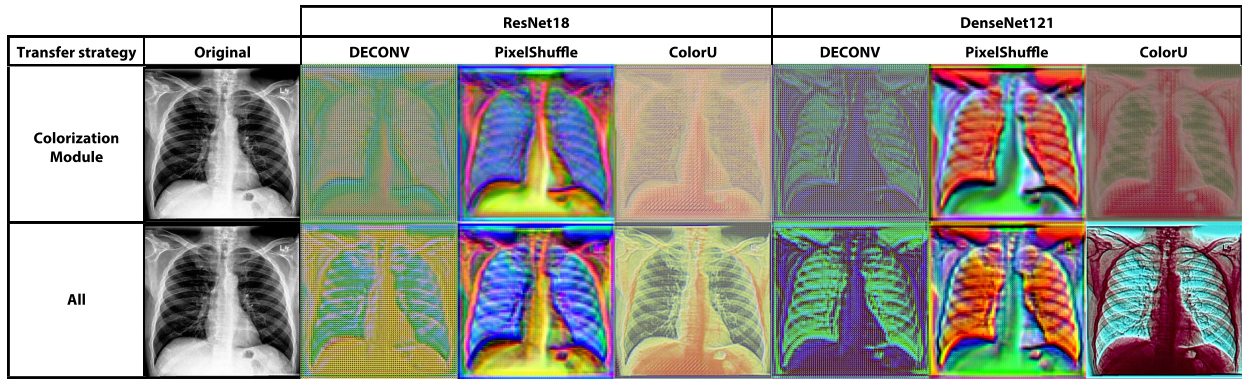 ResNet18 DenseNet121
Transfer strategy Original DECONV PixelShuffle ColorU DECONV PixelShuffle ColorU
Colorization
Module
All